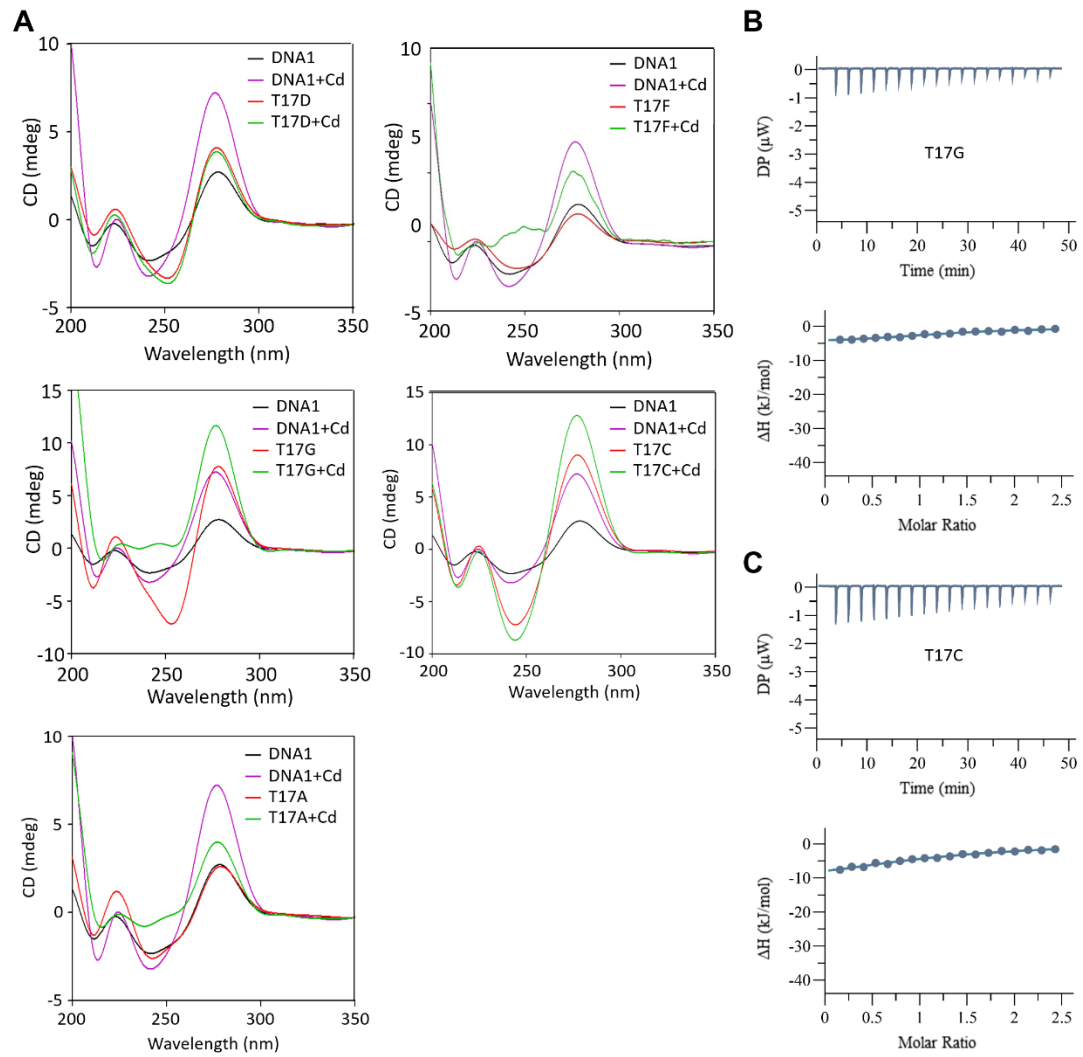 A
CD (mdeg)
10
5
0
-5
200
250
300
350
Wavelength (nm)
DNA1
DNA1+Cd
T17D
T17D+Cd
CD (mdeg)
10
5
0
-5
200
250
300
350
Wavelength (nm)
DNA1
DNA1+Cd
T17F
T17F+Cd
CD (mdeg)
15
10
5
0
-5
-10
200
250
300
350
Wavelength (nm)
DNA1
DNA1+Cd
T17G
T17G+Cd
CD (mdeg)
15
10
5
0
-5
-10
200
250
300
350
Wavelength (nm)
DNA1
DNA1+Cd
T17C
T17C+Cd
CD (mdeg)
10
5
0
-5
200
250
300
350
Wavelength (nm)
DNA1
DNA1+Cd
T17A
T17A+Cd
B
DP (µW)
0
-1
-2
-3
-4
-5
T17G
0
10
20
30
40
50
Time (min)
ΔH (kJ/mol)
0
-10
-20
-30
-40
0
0.5
1
1.5
2
2.5
Molar Ratio
C
DP (µW)
0
-1
-2
-3
-4
-5
T17C
0
10
20
30
40
50
Time (min)
ΔH (kJ/mol)
0
-10
-20
-30
-40
0
0.5
1
1.5
2
2.5
Molar Ratio